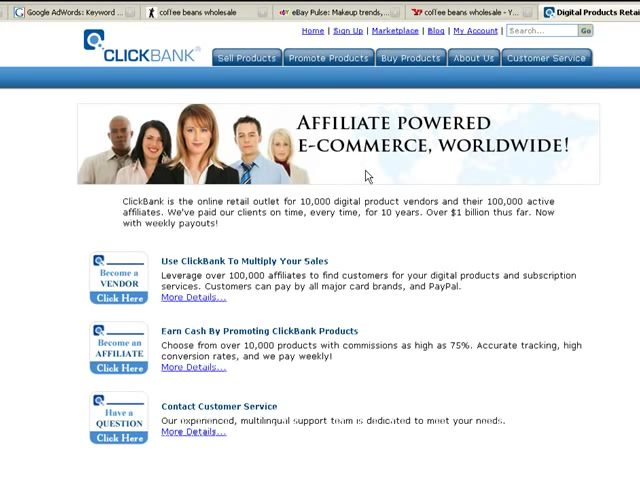 Google AdWords: Keyword ...
coffee beans wholesale
eBay Pulse: Makeup trends,...
coffee beans wholesale - Y...
Digital Products Retai
Home | Sign Up | Marketplace | Blog | My Account |
Search...
Go
CLICKBANK®
Sell Products
Promote Products
Buy Products
About Us
Customer Service
AFFILIATE POWERED
E-COMMERCE, WORLDWIDE!
ClickBank is the online retail outlet for 10,000 digital product vendors and their 100,000 active
affiliates. We've paid our clients on time, every time, for 10 years. Over $1 billion thus far. Now
with weekly payouts!
Become a
VENDOR
Click Here
Use ClickBank To Multiply Your Sales
Leverage over 100,000 affiliates to find customers for your digital products and subscription
services. Customers can pay by all major card brands, and PayPal.
More Details...
Become an
AFFILIATE
Click Here
Earn Cash By Promoting ClickBank Products
Choose from over 10,000 products with commissions as high as 75%. Accurate tracking, high
conversion rates, and we pay weekly!
More Details...
Have a
QUESTION
Click Here
Contact Customer Service
Our experienced, multilingual support team is dedicated to meet your needs.
More Details...